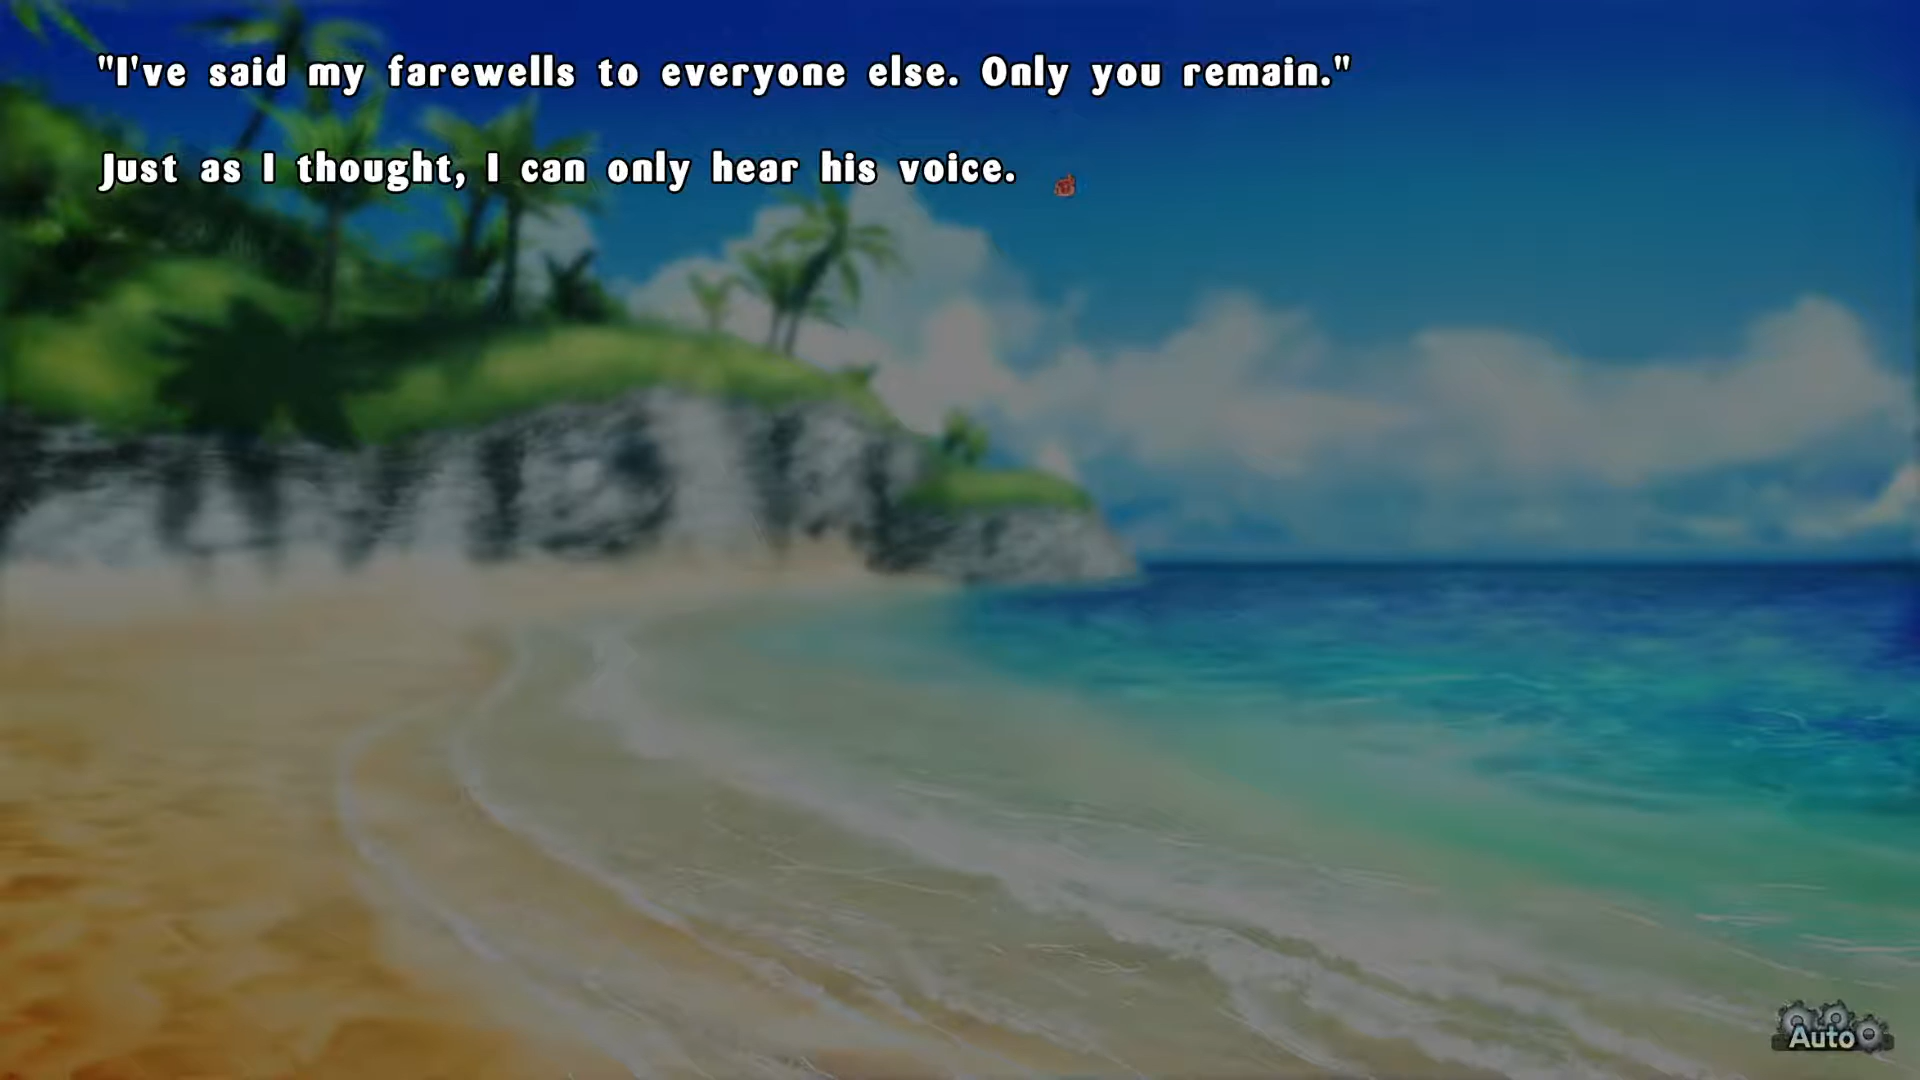 "I've said my farewells to everyone else. Only you remain."
Just as I thought, I can only hear his voice.
Auto